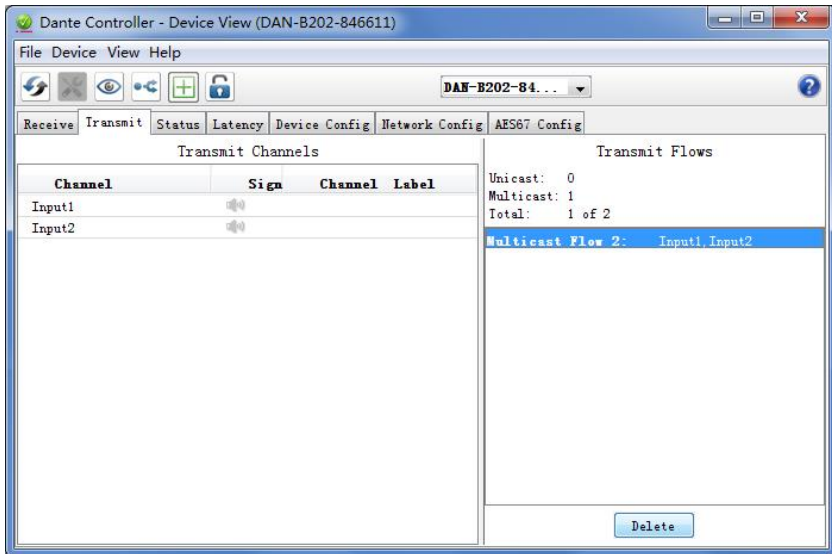 Dante Controller - Device View (DAN-B202-846611)
File Device View Help
DAN-B202-84...
Receive Transmit Status Latency Device Config Network Config AES67 Config
Transmit Channels
Channel Sign Channel Label
Input1
Input2
Transmit Flows
Unicast: 0
Multicast: 1
Total: 1 of 2
Multicast Flow 2: Input1,Input2
Delete